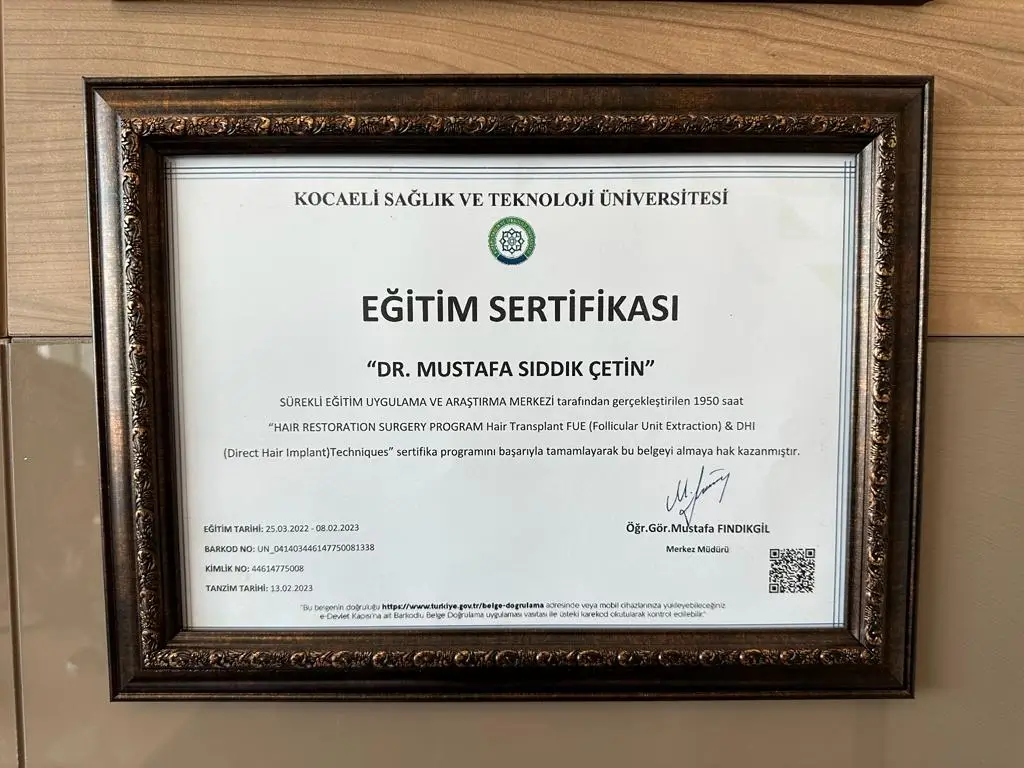 KOCAELİ SAĞLIK VE TEKNOLOJİ ÜNİVERSİTESİ
EĞİTİM SERTİFİKASI
“DR. MUSTAFA SIDDIK ÇETİN”
SÜREKLİ EĞİTİM UYGULAMA VE ARAŞTIRMA MERKEZİ tarafından gerçekleştirilen 1950 saat
“HAIR RESTORATION SURGERY PROGRAM Hair Transplant FUE (Follicular Unit Extraction) & DHI
(Direct Hair Implant)Techniques” sertifika programını başarıyla tamamlayarak bu belgeyi almaya hak kazanmıştır.
Öğr.Gör.Mustafa FINDIKGİL
Merkez Müdürü
EĞİTİM TARİHİ: 25.03.2022 - 08.02.2023
BARKOD NO: UN_041403446147750081338
KİMLİK NO: 44614775008
TANZİM TARİHİ: 13.02.2023
"Bu belgenin doğruluğu https://www.turkiye.gov.tr/belge-dogrulama adresinde veya mobil cihazlarınıza yükleyebileceğiniz
e-Devlet Kapısı'na ait Barkodlu Belge Doğrulama uygulaması vasıtası ile üsteki karekod okutularak kontrol edilebilir."